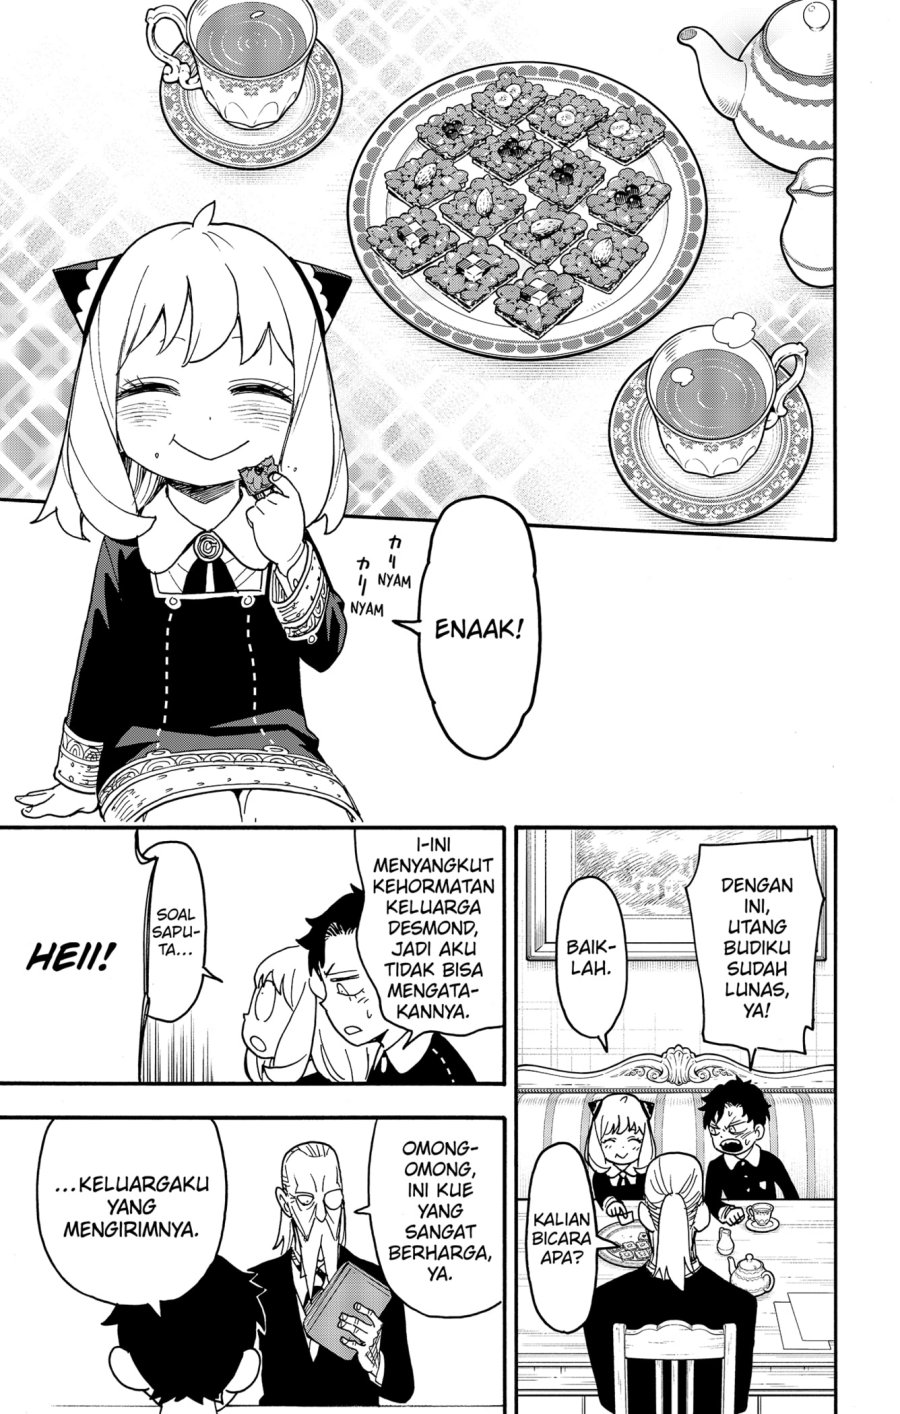 カリ
NYAM
カリ
NYAM
ENAAK!
DENGAN
INI,
UTANG
BUDIKU
SUDAH
LUNAS,
YA!
BAIK-
LAH.
KALIAN
BICARA
APA?
I-INI
MENYANGKUT
KEHORMATAN
KELUARGA
DESMOND,
JADI AKU
TIDAK BISA
MENGATA-
KANNYA.
SOAL
SAPU-
TA...
HEII!
OMONG-
OMONG,
INI KUE
YANG
SANGAT
BERHARGA,
YA.
...KELUARGAKU
YANG
MENGIRIMNYA.